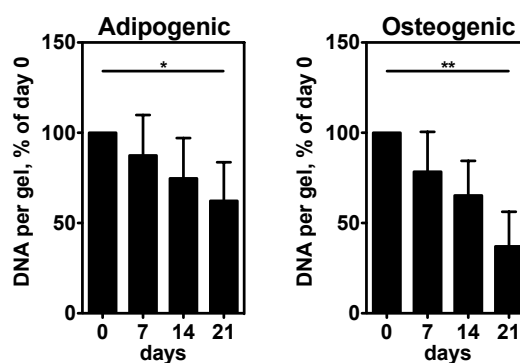 Adipogenic
DNA per gel, % of day 0
150
*
100
50
0
0 7 14 21
days
Osteogenic
DNA per gel, % of day 0
150
**
100
50
0
0 7 14 21
days